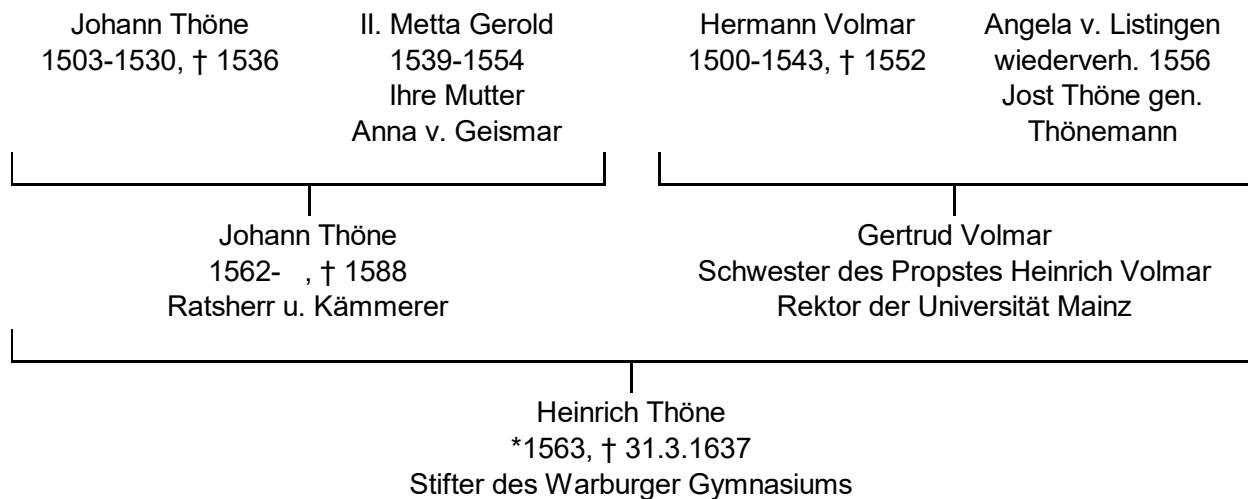 Johann Thöne
1503-1530, † 1536
II. Metta Gerold
1539-1554
Ihre Mutter
Anna v. Geismar
Hermann Volmar
1500-1543, † 1552
Angela v. Listingen
wiederverh. 1556
Jost Thöne gen.
Thönemann
Johann Thöne
1562-   , † 1588
Ratsherr u. Kämmerer
Gertrud Volmar
Schwester des Propstes Heinrich Volmar
Rektor der Universität Mainz
Heinrich Thöne
*1563, † 31.3.1637
Stifter des Warburger Gymnasiums